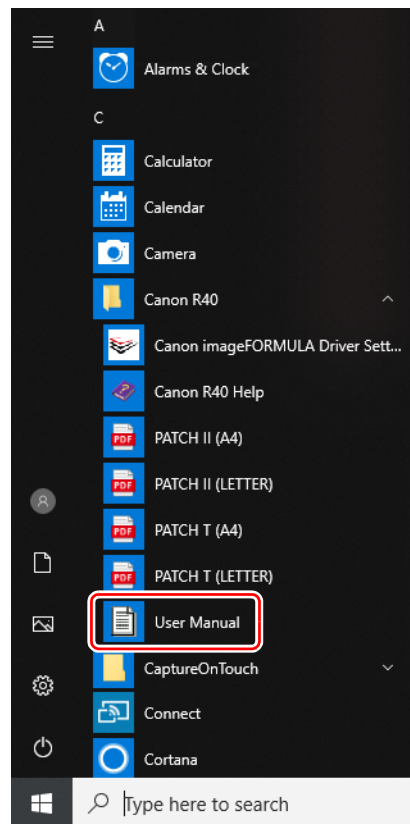 A
Alarms & Clock
C
Calculator
Calendar
Camera
Canon R40
Canon imageFORMULA Driver Sett...
Canon R40 Help
PDF PATCH II (A4)
PDF PATCH II (LETTER)
PDF PATCH T (A4)
PDF PATCH T (LETTER)
User Manual
CaptureOnTouch
Connect
Cortana
Type here to search